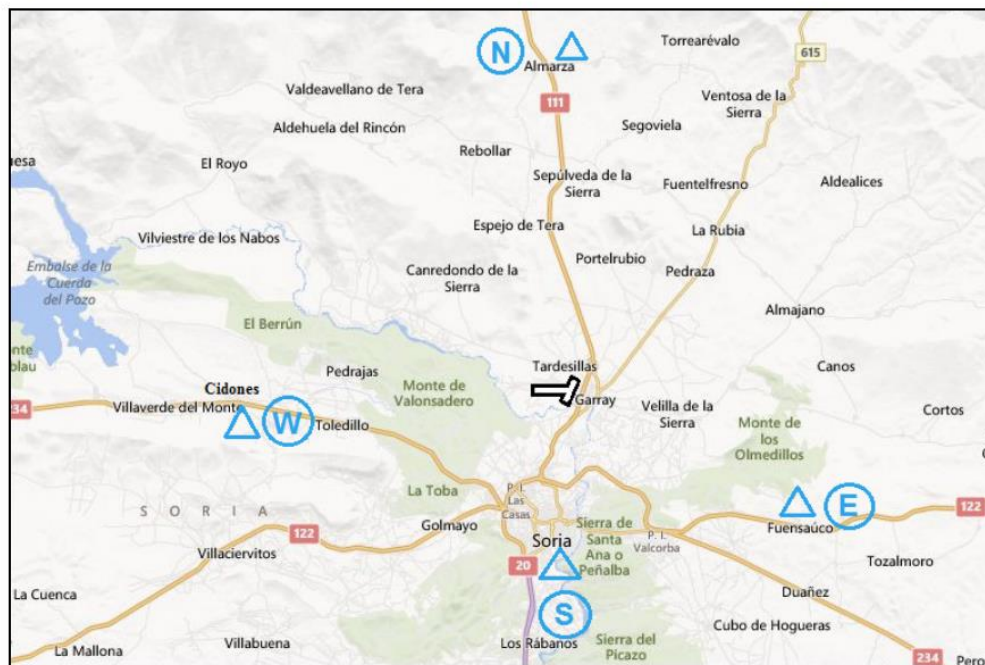 N
Almarza
Torrearévalo
615
Valdeavellano de Tera
111
Ventosa de la
Sierra
Aldehuela del Rincón
Segoviela
Rebollar
El Royo
uesa
Sepúlveda de la
Sierra
Fuentelfresno
Aldealices
Espejo de Tera
La Rubia
Vilviestre de los Nabos
Portelrubio
Pedraza
Embalse de la
Cuerda
del Pozo
Canredondo de la
Sierra
Almajano
El Berrún
onte
blau
Pedrajas
Tardesillas
Canos
Cidones
Monte de
Valonsadero
Garray
234
Villaverde del Monte
W
Toledillo
Velilla de la
Sierra
Cortos
Monte de
los
Olmedillos
La Toba
P. I.
Las
Casas
E
122
S O R I A
Golmayo
Fuensaúco
122
Villaciervitos
Soria
Sierra de
Santa
Ana o
Peñalba
P. I.
Valcorba
Tozalmoro
20
La Cuenca
Duañez
S
Cubo de Hogueras
Villabuena
Los Rábanos
Sierra del
Picazo
La Mallona
234
Pero